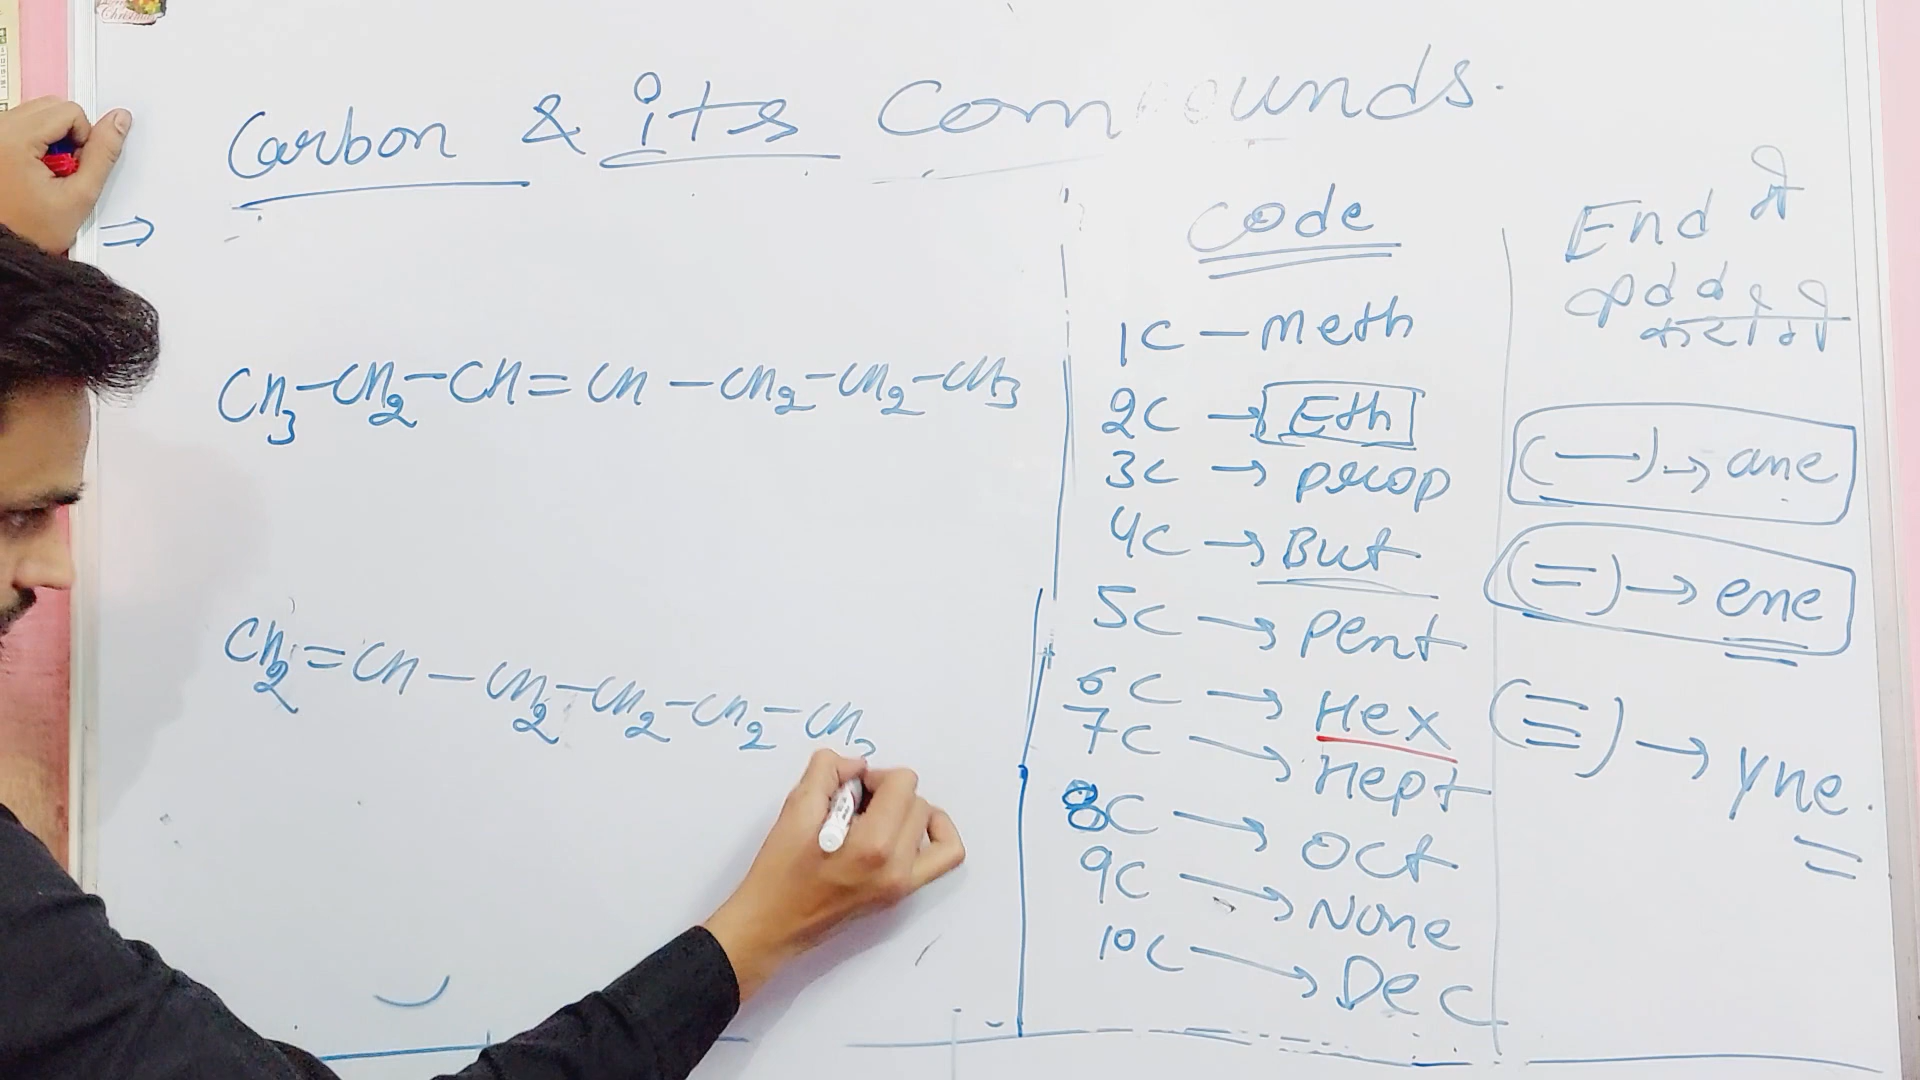 Carbon & its Compounds.
⇒
CH3-CH2-CH=CH-CH2-CH2-CH3
CH2=CH-CH2-CH2-CH2-CH3
Code
1C - meth
2C → Eth
3C → prop
4C → But
5C → Pent
6C → Hex
7C → Hept
8C → Oct
9C → None
10C → Dec
End में
(—) → ane
(=) → ene
(≡) → yne.